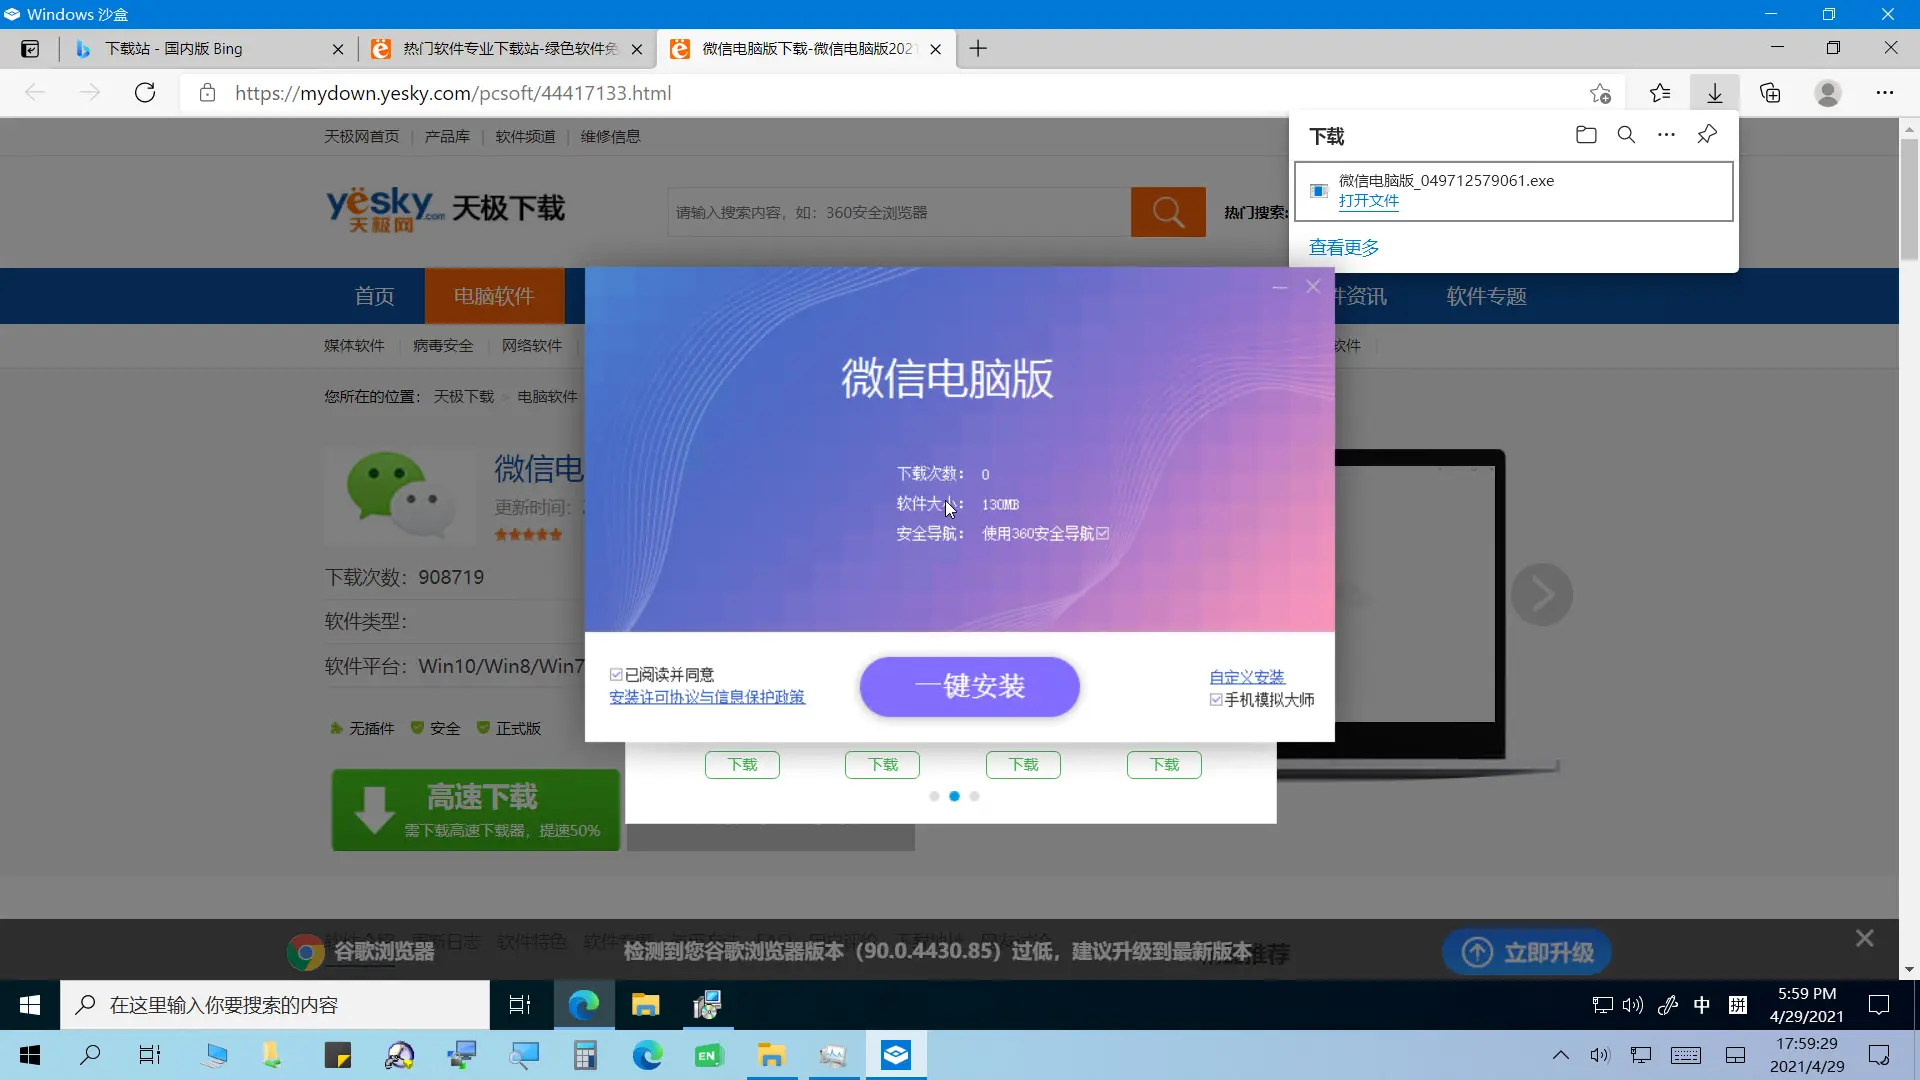 Windows 沙盒
下载站 - 国内版 Bing
热门软件专业下载站-绿色软件免
微信电脑版下载-微信电脑版2021
https://mydown.yesky.com/pcsoft/44417133.html
天极网首页 | 产品库 | 软件频道 | 维修信息
下载
微信电脑版_049712579061.exe
打开文件
查看更多
yesky.com 天极网 天极下载
请输入搜索内容，如：360安全浏览器
热门搜索:
首页 电脑软件 件资讯 软件专题
媒体软件 病毒安全 网络软件 软件
您所在的位置： 天极下载 > 电脑软件
微信电
更新时间：
下载次数：908719
软件类型：
软件平台：Win10/Win8/Win7
无插件 安全 正式版
高速下载
需下载高速下载器，提速50%
微信电脑版
下载次数： 0
软件大小： 130MB
安全导航： 使用360安全导航
已阅读并同意
安装许可协议与信息保护政策
一键安装
自定义安装
手机模拟大师
下载 下载 下载 下载
谷歌浏览器
检测到您谷歌浏览器版本（90.0.4430.85）过低，建议升级到最新版本
立即升级
在这里输入你要搜索的内容
中 拼
5:59 PM
4/29/2021
EN
17:59:29
2021/4/29